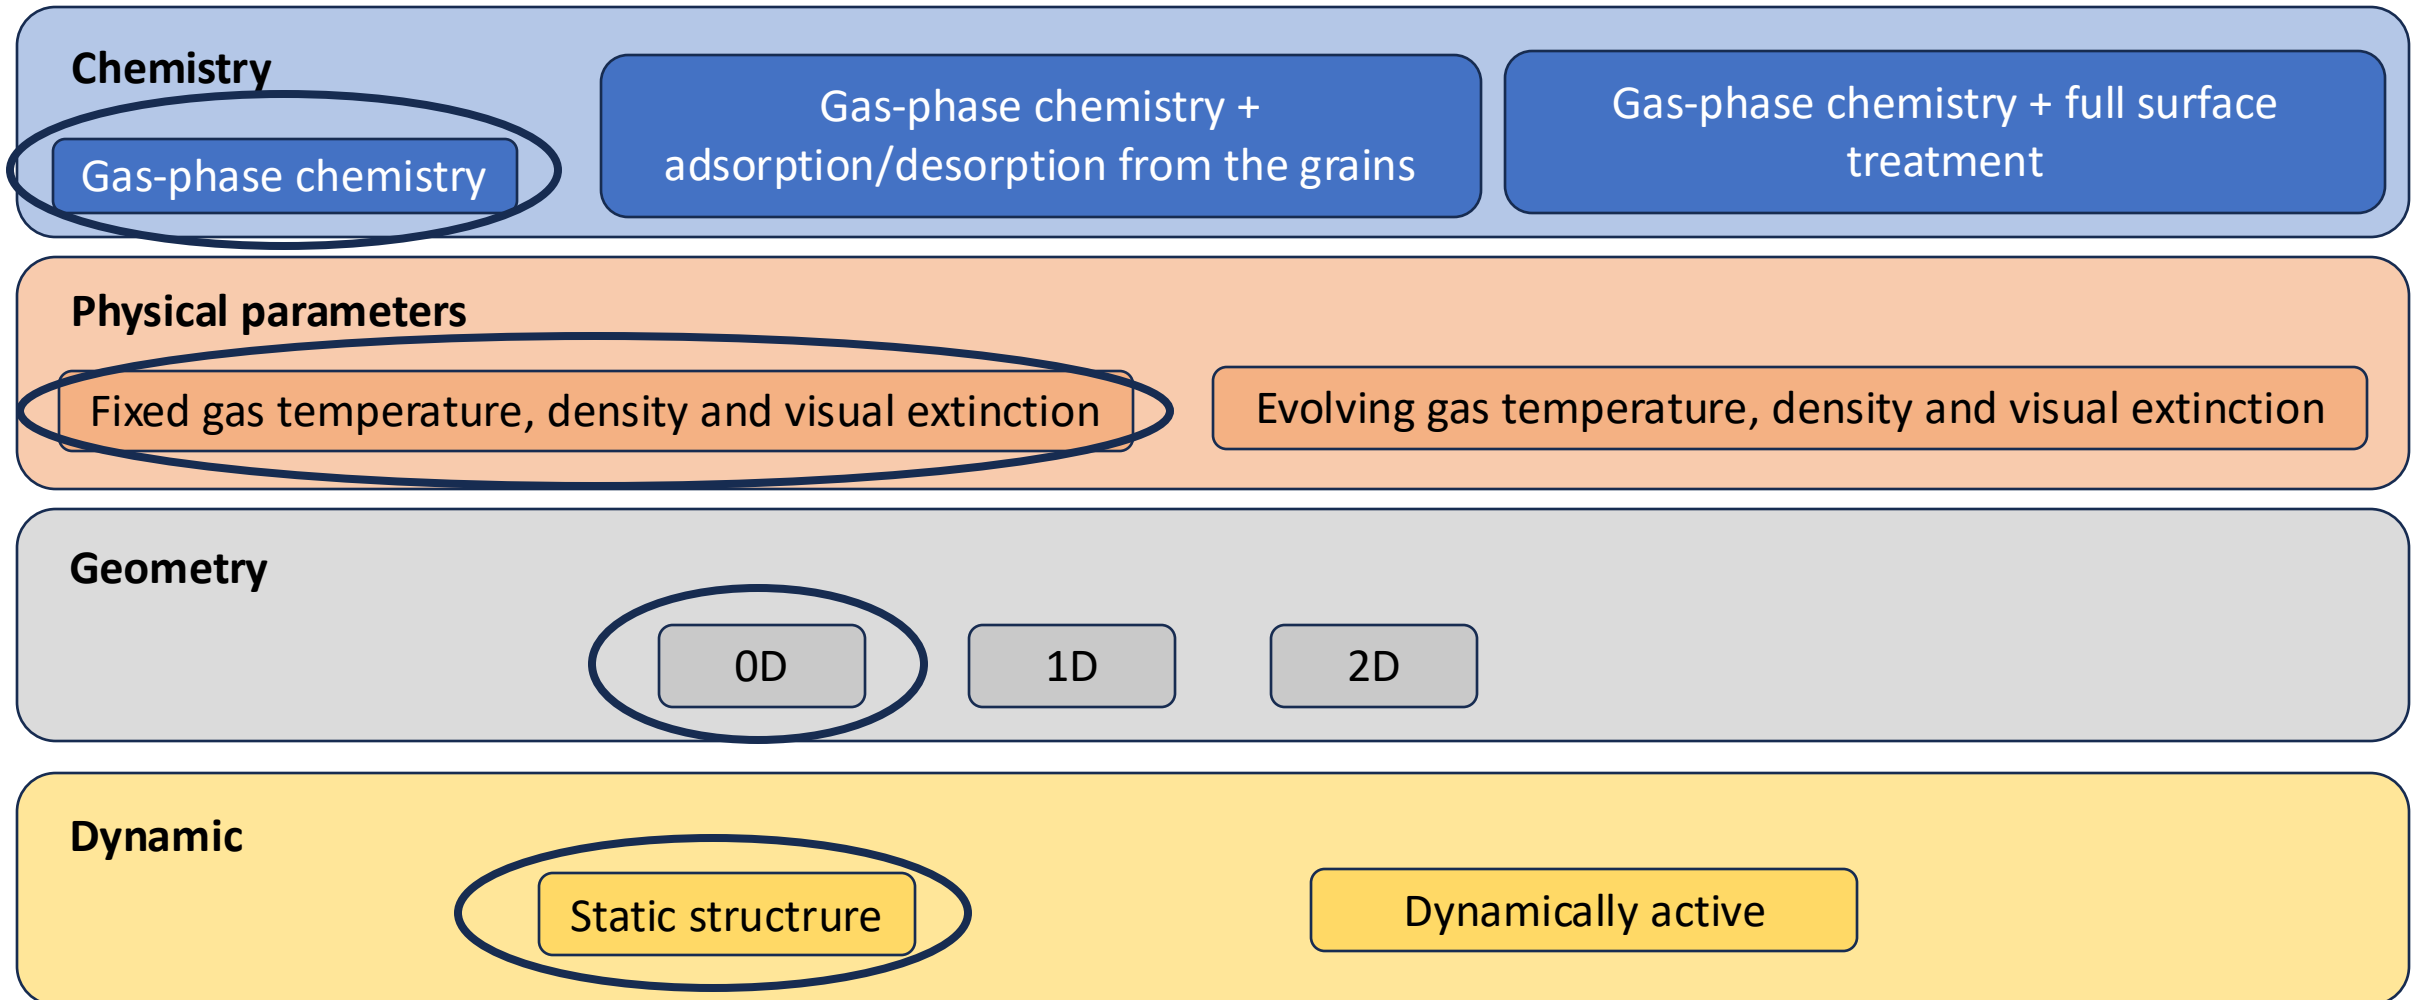 Chemistry
Gas-phase chemistry
Gas-phase chemistry +
adsorption/desorption from the grains
Gas-phase chemistry + full surface
treatment
Physical parameters
Fixed gas temperature, density and visual extinction
Evolving gas temperature, density and visual extinction
Geometry
0D
1D
2D
Dynamic
Static structrure
Dynamically active